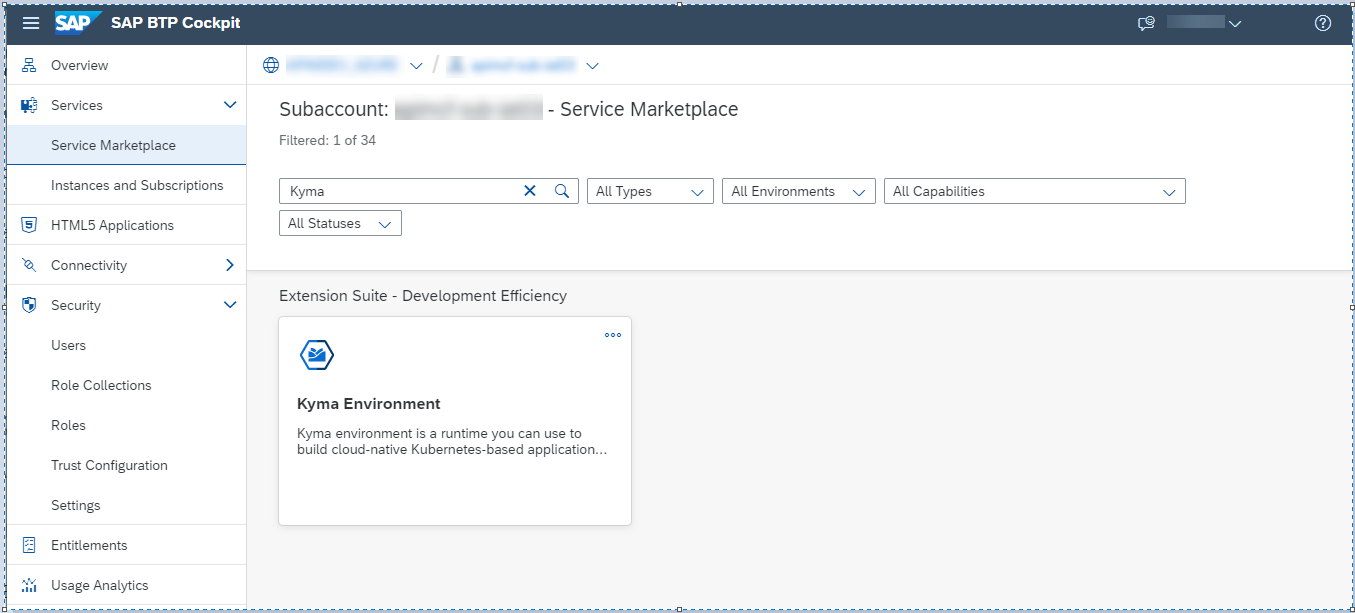 SAP SAP BTP Cockpit
Overview
Services
Service Marketplace
Instances and Subscriptions
HTML5 Applications
Connectivity
Security
Users
Role Collections
Roles
Trust Configuration
Settings
Entitlements
Usage Analytics
/
Subaccount: - Service Marketplace
Filtered: 1 of 34
Kyma
All Types
All Environments
All Capabilities
All Statuses
Extension Suite - Development Efficiency
Kyma Environment
Kyma environment is a runtime you can use to
build cloud-native Kubernetes-based application...